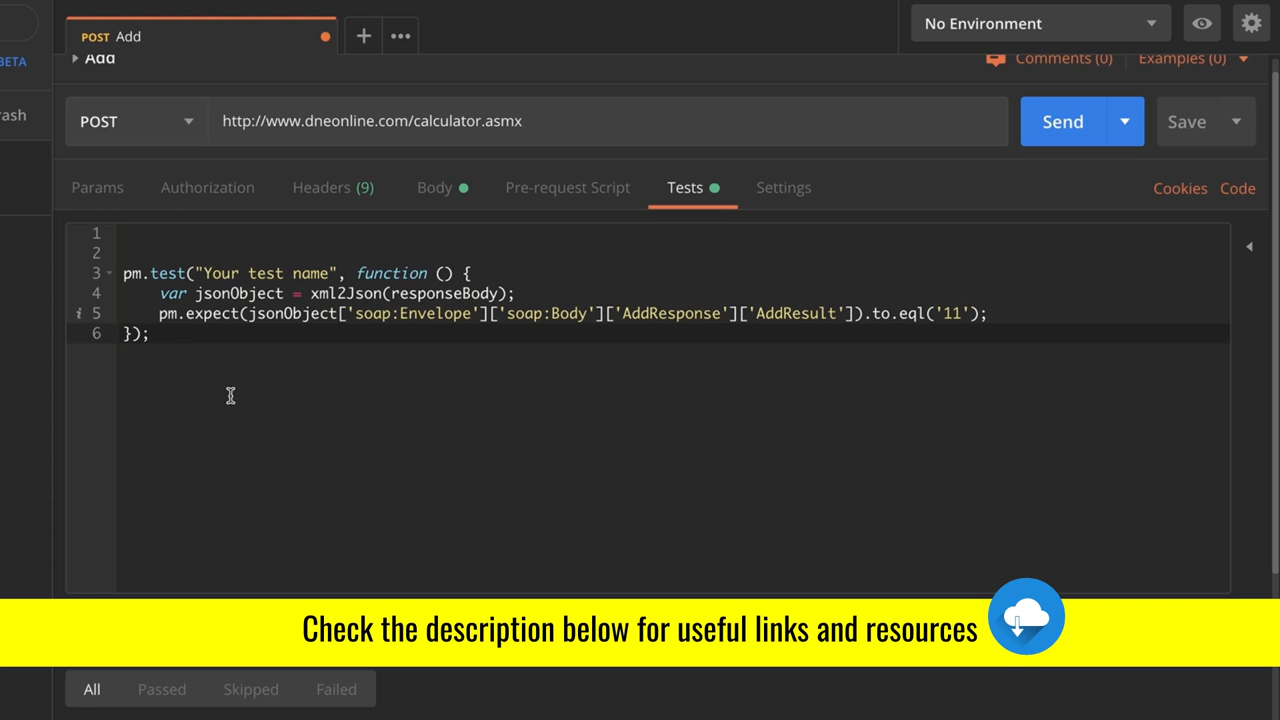 POST Add
No Environment
BETA
Add
Comments (0)
Examples (0)
rash
POST
http://www.dneonline.com/calculator.asmx
Send
Save
Params
Authorization
Headers (9)
Body
Pre-request Script
Tests
Settings
Cookies
Code
1
2
3 pm.test("Your test name", function () {
4 var jsonObject = xml2Json(responseBody);
i 5 pm.expect(jsonObject['soap:Envelope']['soap:Body']['AddResponse']['AddResult']).to.eql('11');
6 });
Check the description below for useful links and resources
All
Passed
Skipped
Failed